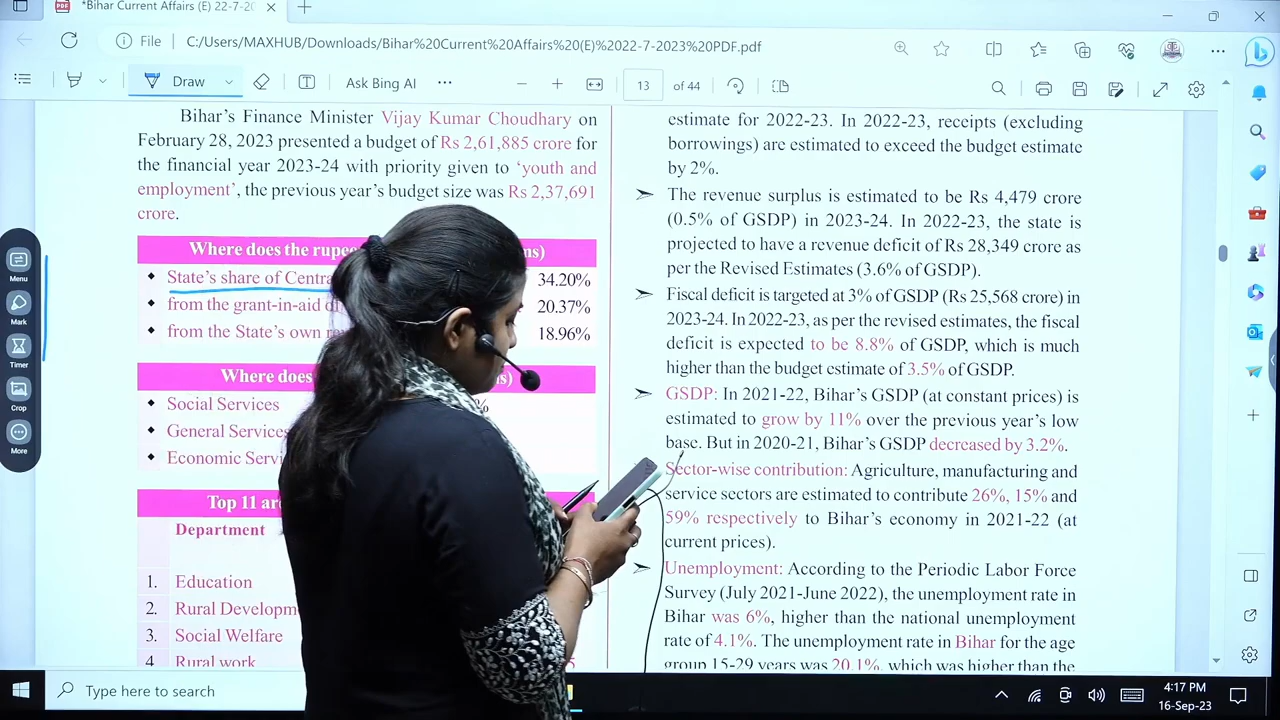 *Bihar Current Affairs (E) 22-7-20
File C:/Users/MAXHUB/Downloads/Bihar%20Current%20Affairs%20(E)%2022-7-2023%20PDF.pdf
Draw
Ask Bing AI
13 of 44
Menu
Mark
Timer
Crop
More
Bihar's Finance Minister Vijay Kumar Choudhary on
February 28, 2023 presented a budget of Rs 2,61,885 crore for
the financial year 2023-24 with priority given to 'youth and
employment', the previous year's budget size was Rs 2,37,691
crore.
Where does the rupee
State's share of Centra 34.20%
from the grant-in-aid 20.37%
from the State's own 18.96%
Where does
Social Services %
General Services
Economic Servi
Top 11
Department
1. Education
2. Rural Developm
3. Social Welfare
4 Rural work
estimate for 2022-23. In 2022-23, receipts (excluding
borrowings) are estimated to exceed the budget estimate
by 2%.
➢ The revenue surplus is estimated to be Rs 4,479 crore
(0.5% of GSDP) in 2023-24. In 2022-23, the state is
projected to have a revenue deficit of Rs 28,349 crore as
per the Revised Estimates (3.6% of GSDP).
➢ Fiscal deficit is targeted at 3% of GSDP (Rs 25,568 crore) in
2023-24. In 2022-23, as per the revised estimates, the fiscal
deficit is expected to be 8.8% of GSDP, which is much
higher than the budget estimate of 3.5% of GSDP.
➢ GSDP: In 2021-22, Bihar's GSDP (at constant prices) is
estimated to grow by 11% over the previous year's low
base. But in 2020-21, Bihar's GSDP decreased by 3.2%.
Sector-wise contribution: Agriculture, manufacturing and
service sectors are estimated to contribute 26%, 15% and
59% respectively to Bihar's economy in 2021-22 (at
current prices).
➢ Unemployment: According to the Periodic Labor Force
Survey (July 2021-June 2022), the unemployment rate in
Bihar was 6%, higher than the national unemployment
rate of 4.1%. The unemployment rate in Bihar for the age
group 15-29 years was 20.1%, which was higher than the
Type here to search
4:17 PM
16-Sep-23